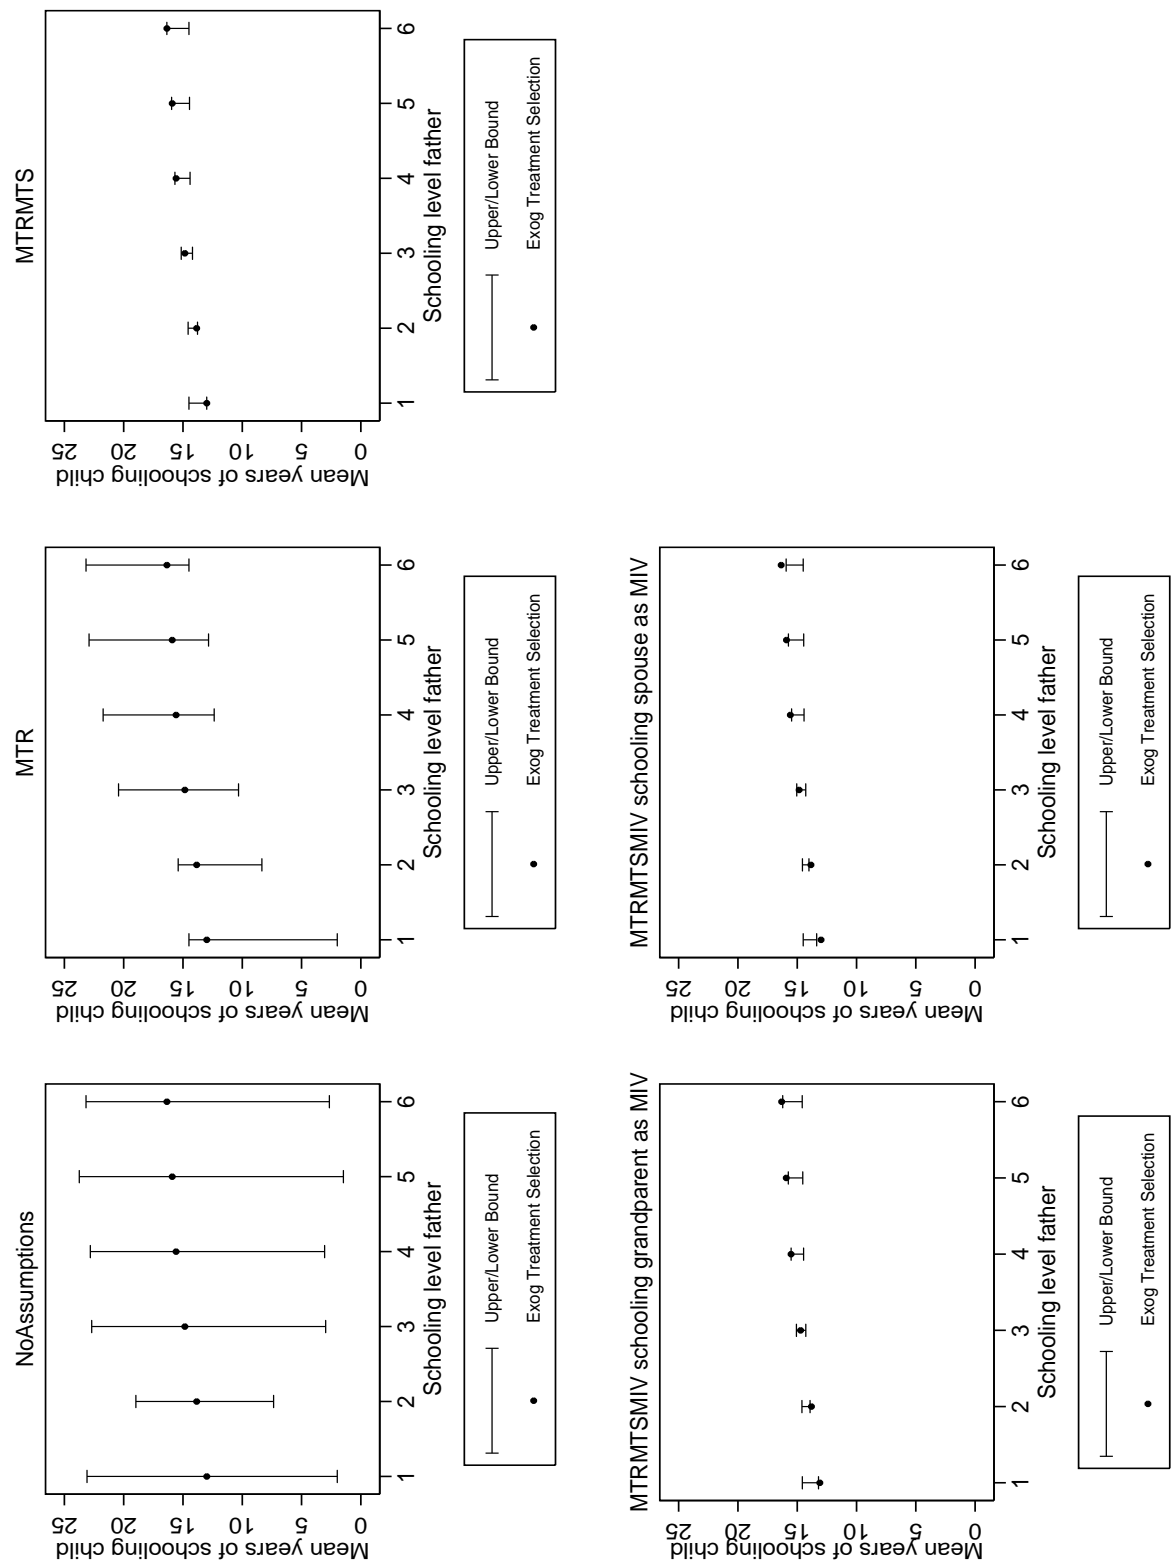 NoAssumptions
Mean years of schooling child
25
20
15
10
5
0
1 2 3 4 5 6
Schooling level father
Upper/Lower Bound
Exog Treatment Selection
MTR
Mean years of schooling child
25
20
15
10
5
0
1 2 3 4 5 6
Schooling level father
Upper/Lower Bound
Exog Treatment Selection
MTRMTS
Mean years of schooling child
25
20
15
10
5
0
1 2 3 4 5 6
Schooling level father
Upper/Lower Bound
Exog Treatment Selection
MTRMTSMIV schooling grandparent as MIV
Mean years of schooling child
25
20
15
10
5
0
1 2 3 4 5 6
Schooling level father
Upper/Lower Bound
Exog Treatment Selection
MTRMTSMIV schooling spouse as MIV
Mean years of schooling child
25
20
15
10
5
0
1 2 3 4 5 6
Schooling level father
Upper/Lower Bound
Exog Treatment Selection